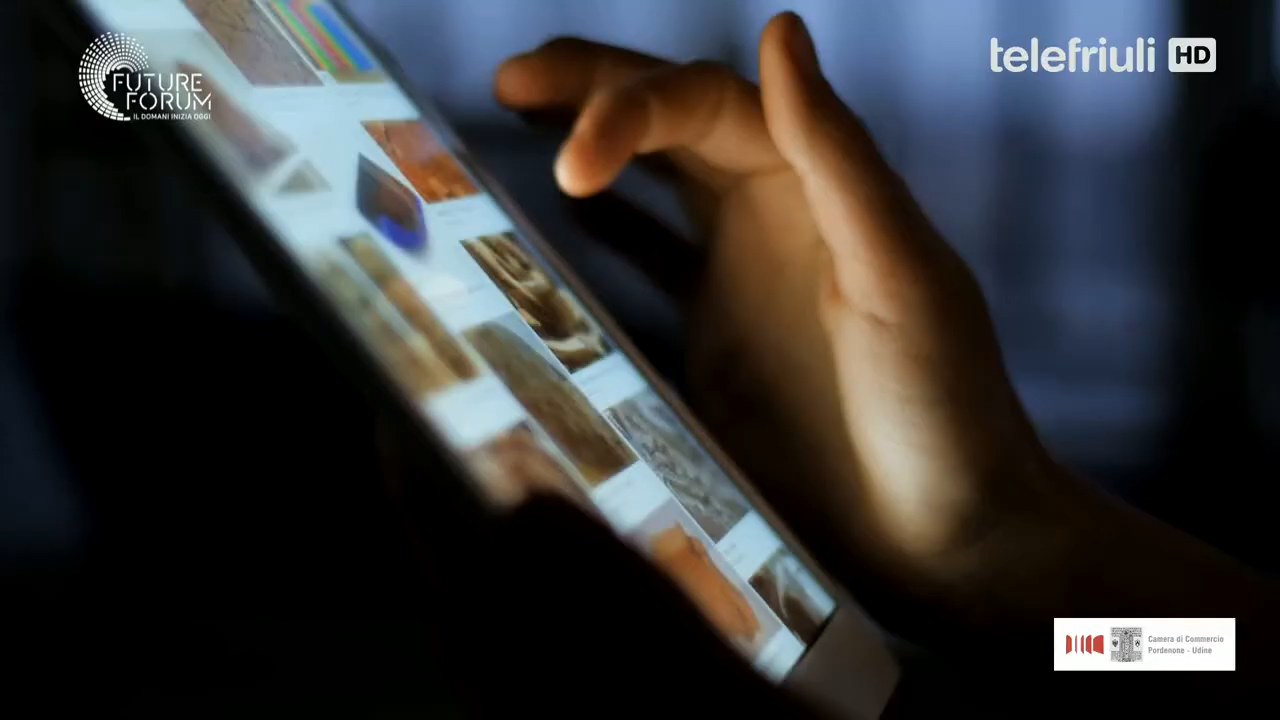 FUTURE
FORUM
IL DOMANI INIZIA OGGI
telefriuli HD
Camera di Commercio
Pordenone - Udine